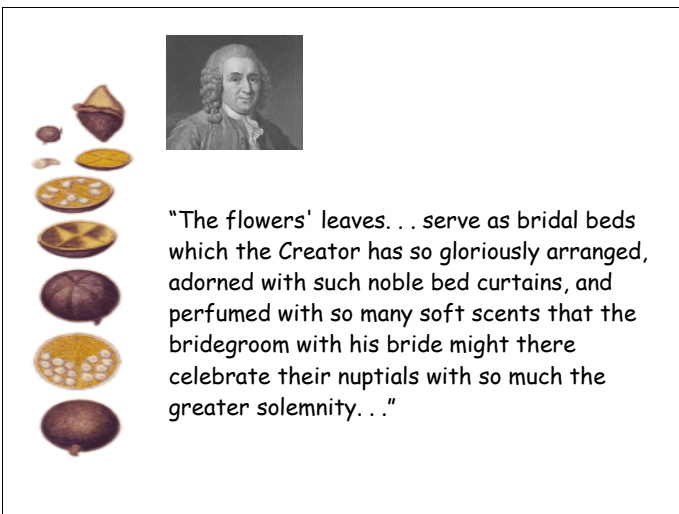 “The flowers' leaves. . . serve as bridal beds
which the Creator has so gloriously arranged,
adorned with such noble bed curtains, and
perfumed with so many soft scents that the
bridegroom with his bride might there
celebrate their nuptials with so much the
greater solemnity. . .”